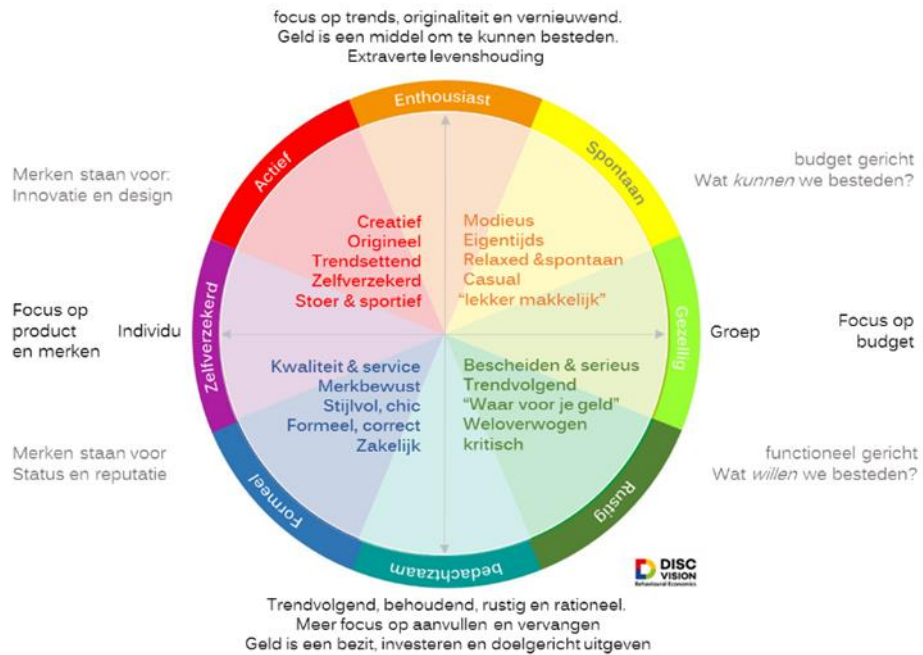 focus op trends, originaliteit en vernieuwend.
Geld is een middel om te kunnen besteden.
Extraverte levenshouding
Enthousiast
Actief
Spontaan
Merken staan voor:
Innovatie en design
budget gericht
Wat kunnen we besteden?
Creatief
Origineel
Trendsettend
Zelfverzekerd
Stoer & sportief
Modieus
Eigentijds
Relaxed &spontaan
Casual
"lekker makkelijk"
Zelfverzekerd
Focus op
product
en merken
Individu
Groep
Gezellig
Focus op
budget
Kwaliteit & service
Merkbewust
Stijlvol, chic
Formeel, correct
Zakelijk
Bescheiden & serieus
Trendvolgend
"Waar voor je geld"
Weloverwogen
kritisch
Merken staan voor
Status en reputatie
functioneel gericht
Wat willen we besteden?
Formeel
Rustig
bedachtzaam
DISC
VISION
Behavioural Economics
Trendvolgend, behoudend, rustig en rationeel.
Meer focus op aanvullen en vervangen
Geld is een bezit, investeren en doelgericht uitgeven